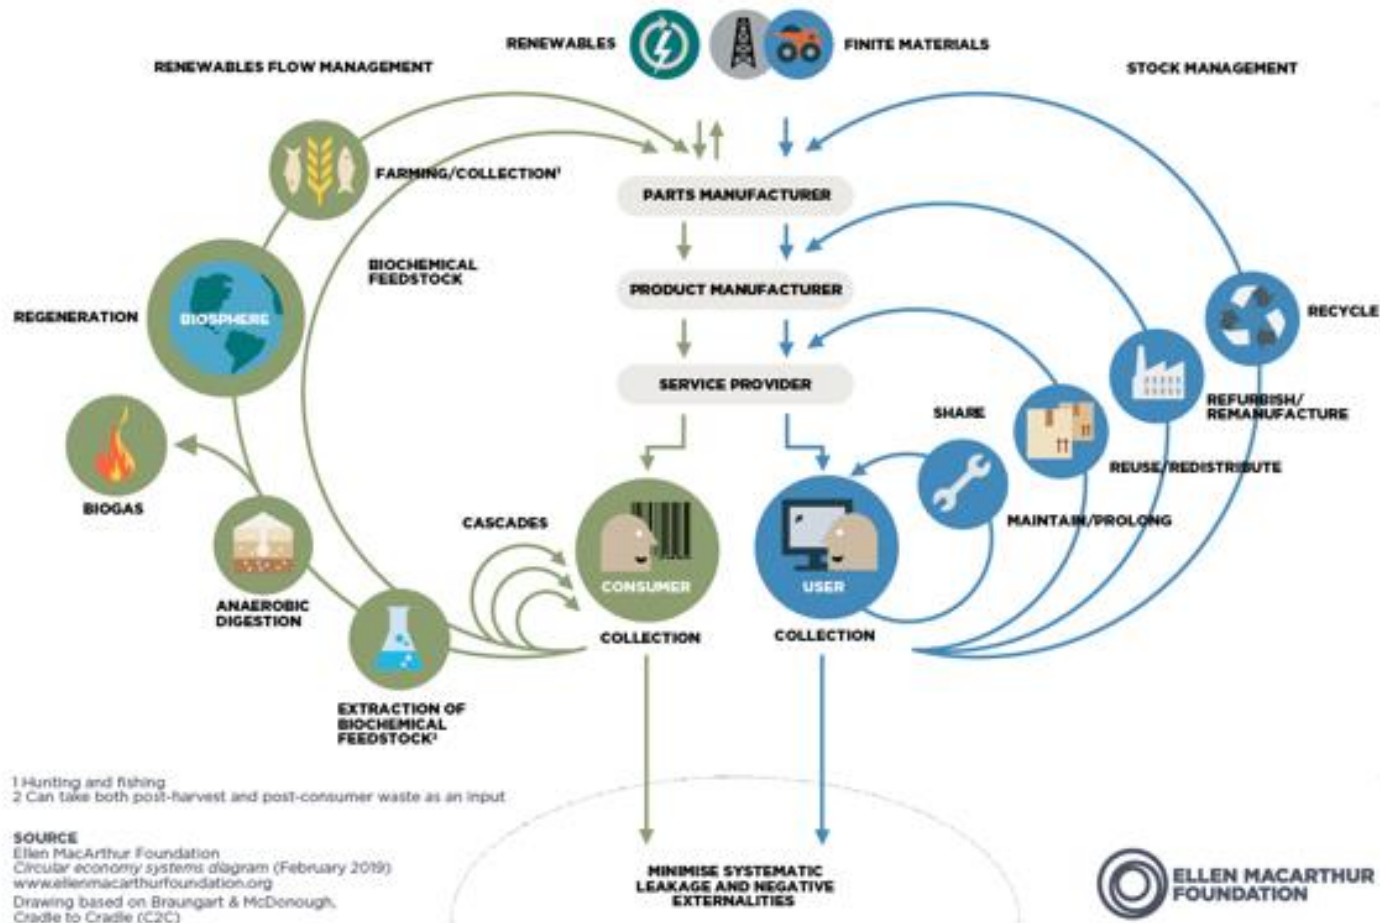 RENEWABLES
FINITE MATERIALS
RENEWABLES FLOW MANAGEMENT
STOCK MANAGEMENT
FARMING/COLLECTION¹
PARTS MANUFACTURER
BIOCHEMICAL
FEEDSTOCK
PRODUCT MANUFACTURER
REGENERATION
BIOSPHERE
RECYCLE
SERVICE PROVIDER
SHARE
REFURBISH/
REMANUFACTURE
REUSE/REDISTRIBUTE
BIOGAS
CASCADES
MAINTAIN/PROLONG
CONSUMER
USER
ANAEROBIC
DIGESTION
COLLECTION
COLLECTION
EXTRACTION OF
BIOCHEMICAL
FEEDSTOCK²
1 Hunting and fishing
2 Can take both post-harvest and post-consumer waste as an input
SOURCE
Ellen MacArthur Foundation
Circular economy systems diagram (February 2019)
www.ellenmacarthurfoundation.org
Drawing based on Braungart & McDonough,
Cradle to Cradle (C2C)
MINIMISE SYSTEMATIC
LEAKAGE AND NEGATIVE
EXTERNALITIES
ELLEN MACARTHUR
FOUNDATION